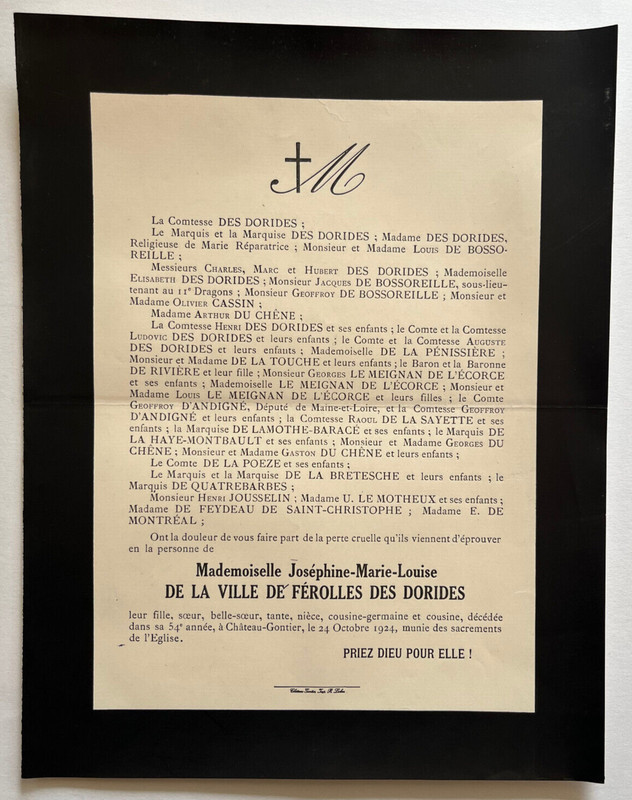 M
La Comtesse DES DORIDES ;
Le Marquis et la Marquise DES DORIDES ; Madame DES DORIDES,
Religieuse de Marie Réparatrice ; Monsieur et Madame Louis DE BOSSO-
REILLE ;
Messieurs Charles, Marc et Hubert DES DORIDES ; Mademoiselle
Elisabeth DES DORIDES ; Monsieur Jacques DE BOSSOREILLE, sous-lieu-
tenant au 11e Dragons ; Monsieur Geoffroy DE BOSSOREILLE ; Monsieur et
Madame Olivier CASSIN ;
Madame Arthur DU CHÊNE ;
La Comtesse Henri DES DORIDES et ses enfants ; le Comte et la Comtesse
Ludovic DES DORIDES et leurs enfants ; le Comte et la Comtesse Auguste
DES DORIDES et leurs enfants ; Mademoiselle DE LA PÉNISSIÈRE ;
Monsieur et Madame DE LA TOUCHE et leurs enfants ; le Baron et la Baronne
DE RIVIÈRE et leur fille ; Monsieur Georges LE MEIGNAN DE L'ÉCORCE
et ses enfants ; Mademoiselle LE MEIGNAN DE L'ÉCORCE ; Monsieur et
Madame Louis LE MEIGNAN DE L'ÉCORCE et leurs filles ; le Comte
Geoffroy D'ANDIGNÉ, Député de Maine-et-Loire, et la Comtesse Geoffroy
D'ANDIGNÉ et leurs enfants ; la Comtesse Raoul DE LA SAYETTE et ses
enfants ; la Marquise DE LAMOTHE-BARACÉ et ses enfants ; le Marquis DE
LA HAYE-MONTBAULT et ses enfants ; Monsieur et Madame Georges DU
CHÊNE ; Monsieur et Madame Gaston DU CHÊNE et leurs enfants ;
Le Comte DE LA POEZE et ses enfants ;
Le Marquis et la Marquise DE LA BRETESCHE et leurs enfants ; le
Marquis DE QUATREBARBES ;
Monsieur Henri JOUSSELIN ; Madame U. LE MOTHEUX et ses enfants ;
Madame DE FEYDEAU DE SAINT-CHRISTOPHE ; Madame E. DE
MONTRÉAL ;
Ont la douleur de vous faire part de la perte cruelle qu'ils viennent d'éprouver
en la personne de
Mademoiselle Joséphine-Marie-Louise
DE LA VILLE DE FÉROLLES DES DORIDES
leur fille, sœur, belle-sœur, tante, nièce, cousine-germaine et cousine, décédée
dans sa 54e année, à Château-Gontier, le 24 Octobre 1924, munie des sacrements
de l'Eglise.
PRIEZ DIEU POUR ELLE !
Château-Gontier, Imp.